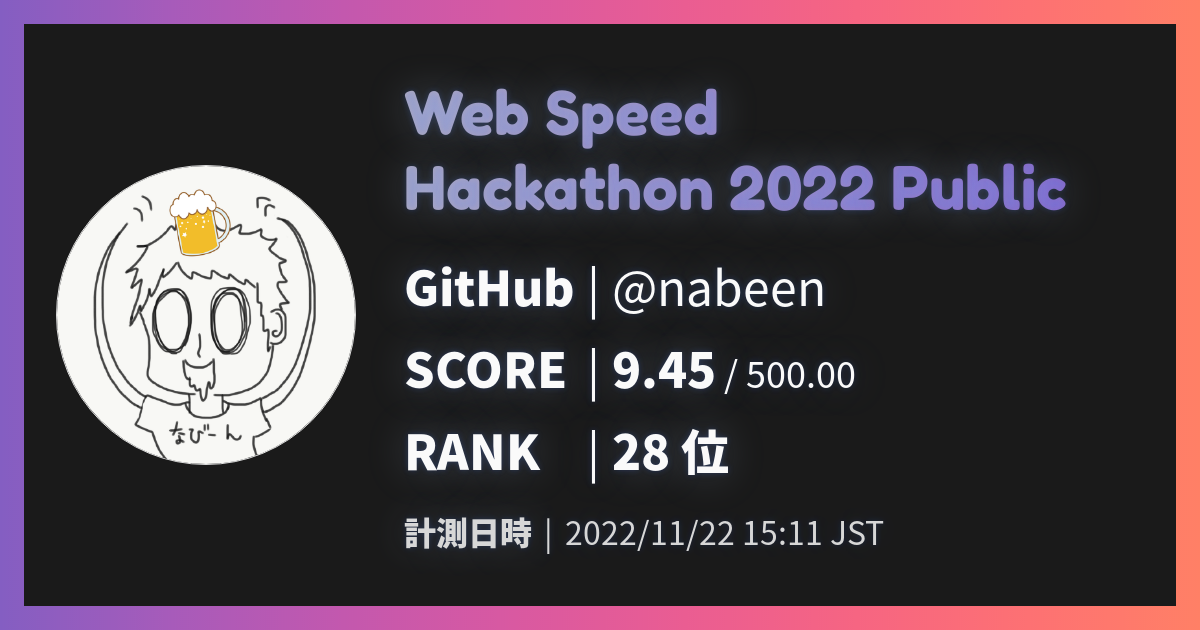 Web Speed
Hackathon 2022 Public
GitHub | @nabeen
SCORE | 9.45 / 500.00
RANK | 28 位
計測日時 | 2022/11/22 15:11 JST
なびーん